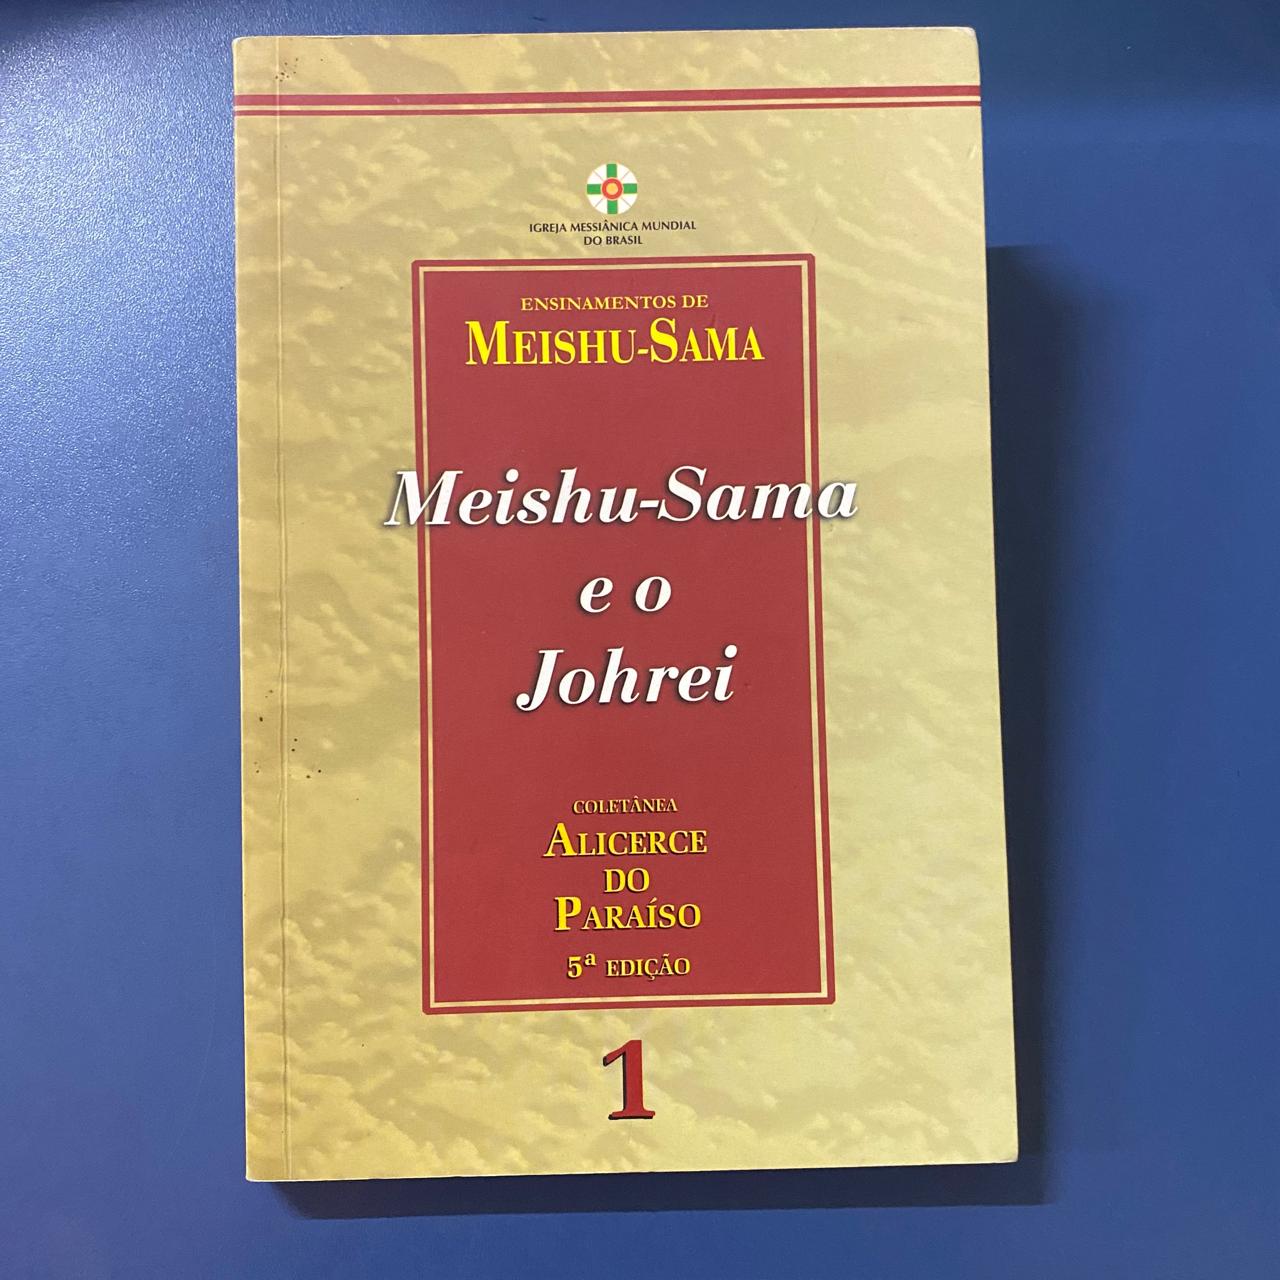 IGREJA MESSIÂNICA MUNDIAL
DO BRASIL
ENSINAMENTOS DE
MEISHU-SAMA
Meishu-Sama
e o
Johrei
COLETÂNEA
ALICERCE
DO
PARAÍSO
5ª EDIÇÃO
1